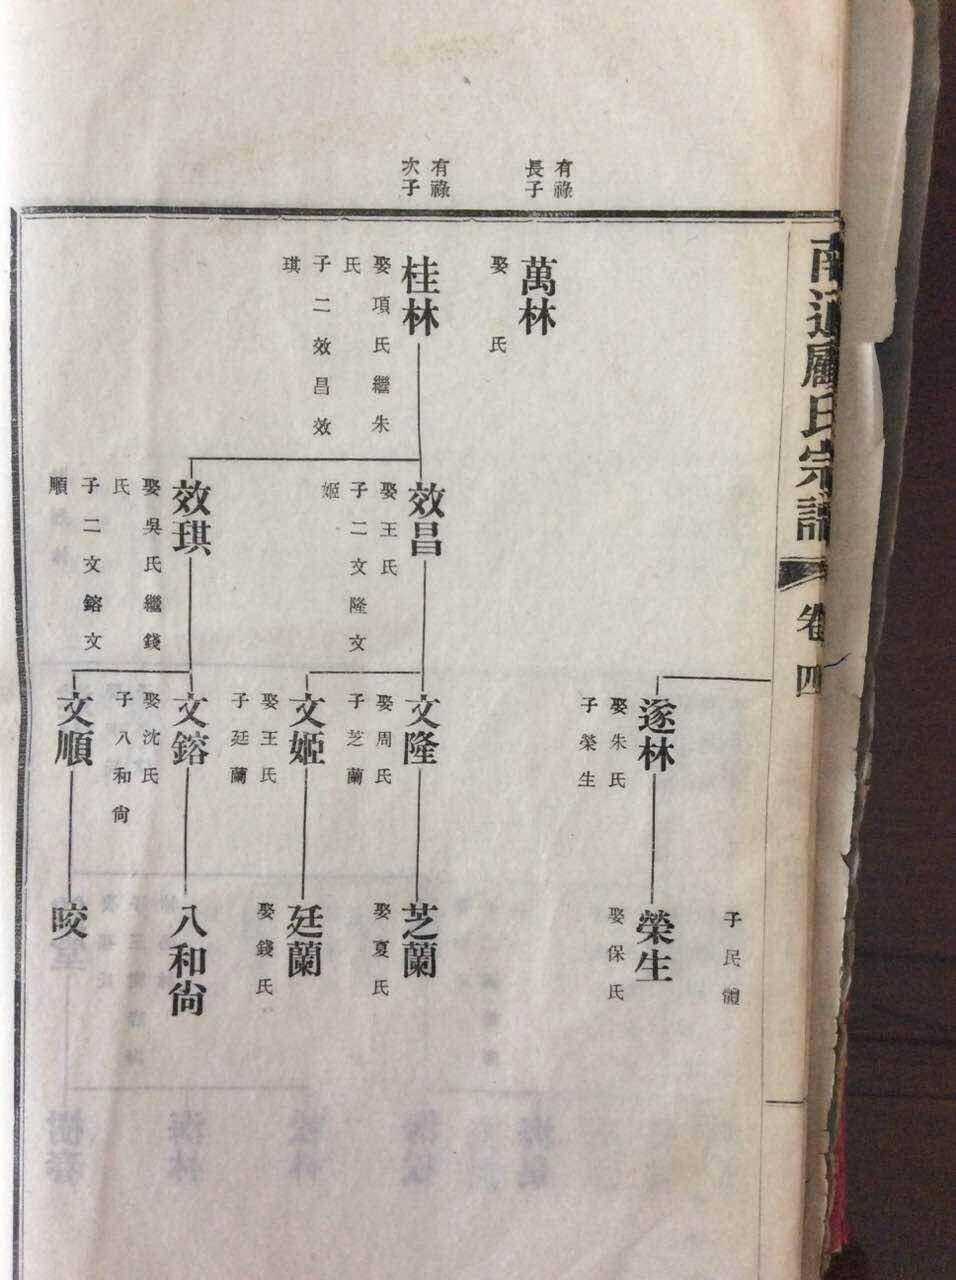 南通顧氏宗譜
卷四
有祿
長子
有祿
次子
萬林
娶 氏
桂林
娶項氏繼朱
氏
子二效昌效
琪
效昌
娶王氏
子二文隆文
姬
效琪
娶吳氏繼錢
氏
子二文鎔文
順
遂林
娶朱氏
子榮生
文隆
娶周氏
子芝蘭
文姬
娶王氏
子廷蘭
文鎔
娶沈氏
子八和尙
文順
子民體
榮生
娶保氏
芝蘭
娶夏氏
廷蘭
娶錢氏
八和尙
咬